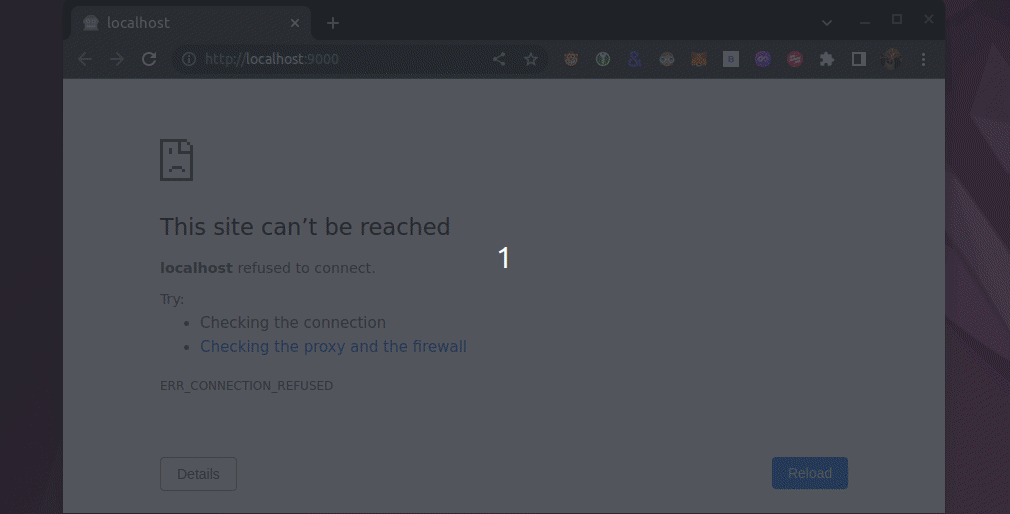 localhost
http://localhost:9000
This site can’t be reached
1
localhost refused to connect.
Try:
Checking the connection
Checking the proxy and the firewall
ERR_CONNECTION_REFUSED
Details
Reload